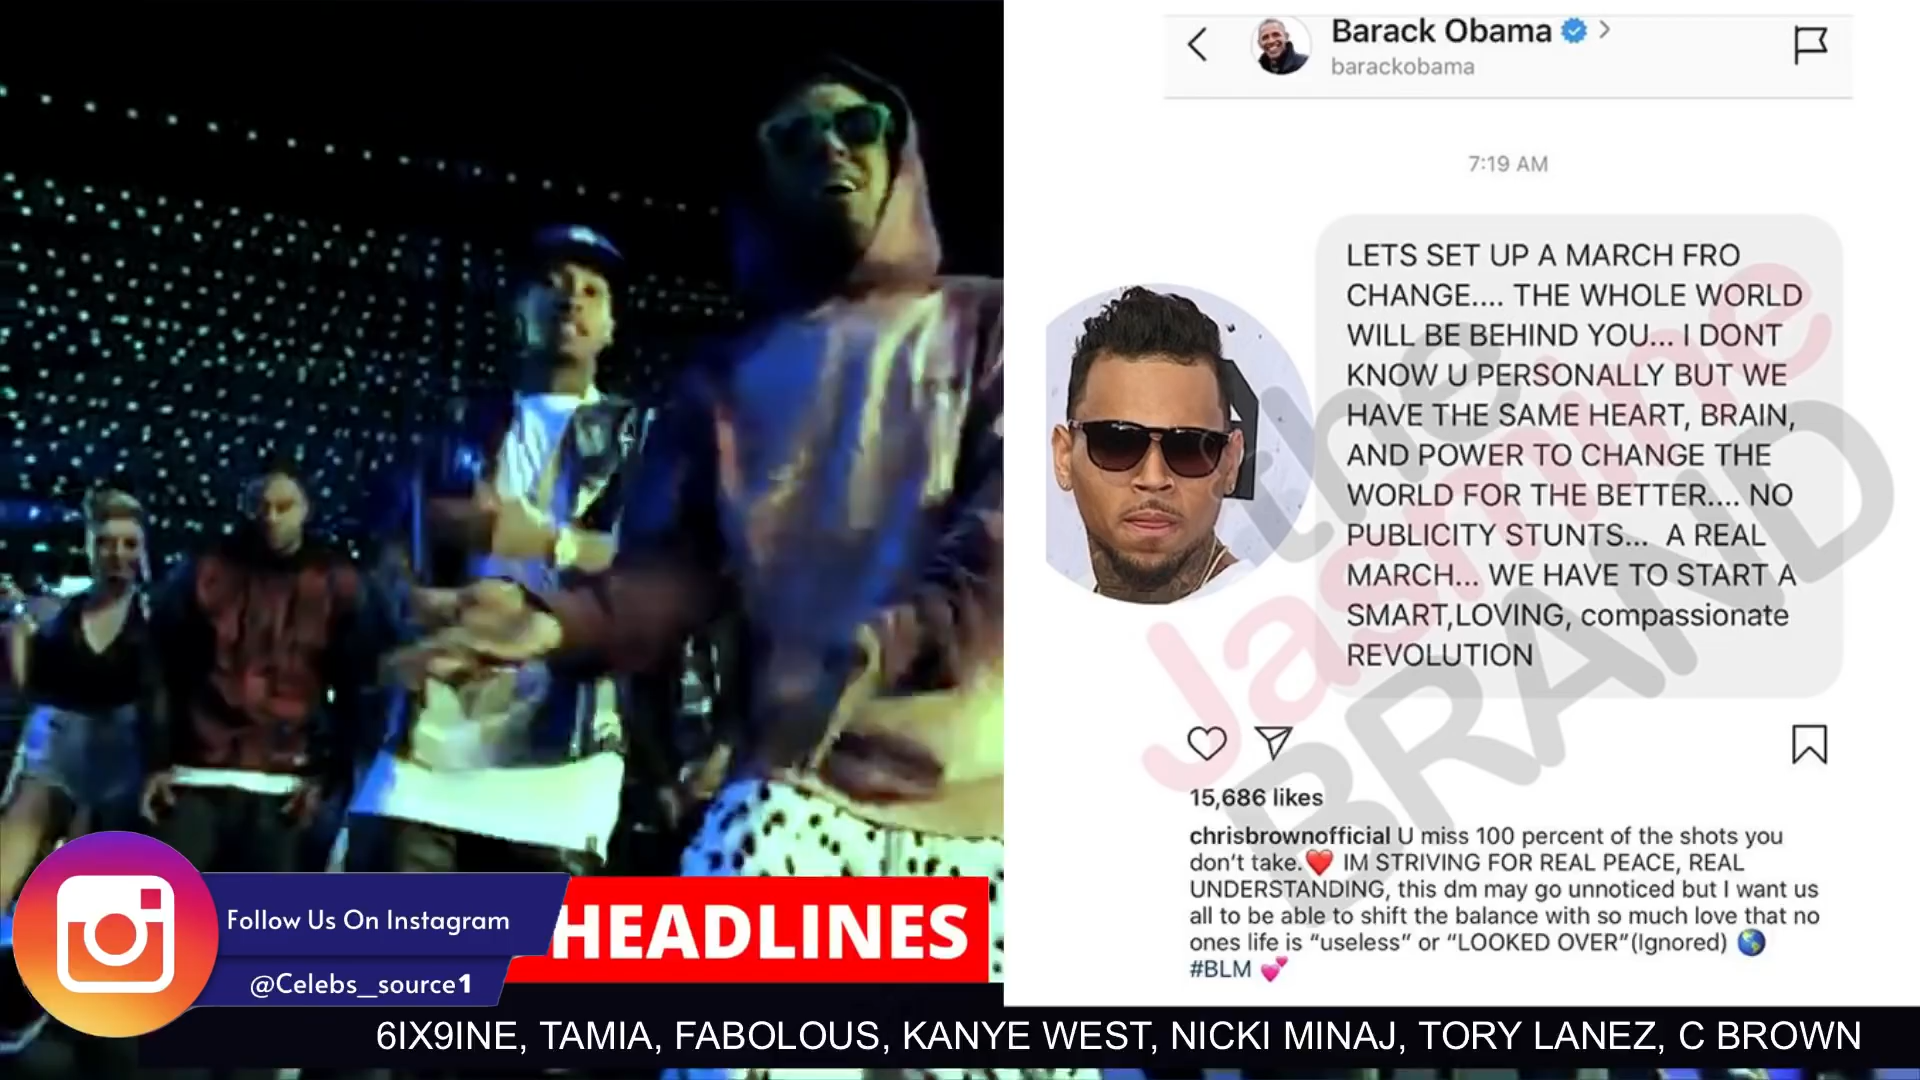 Barack Obama
barackobama
7:19 AM
LETS SET UP A MARCH FRO
CHANGE.... THE WHOLE WORLD
WILL BE BEHIND YOU... I DONT
KNOW U PERSONALLY BUT WE
HAVE THE SAME HEART, BRAIN,
AND POWER TO CHANGE THE
WORLD FOR THE BETTER.... NO
PUBLICITY STUNTS... A REAL
MARCH... WE HAVE TO START A
SMART,LOVING, compassionate
REVOLUTION
the
Jasmine
BRAND
15,686 likes
chrisbrownofficial U miss 100 percent of the shots you
don't take.❤️ IM STRIVING FOR REAL PEACE, REAL
UNDERSTANDING, this dm may go unnoticed but I want us
all to be able to shift the balance with so much love that no
ones life is “useless” or “LOOKED OVER”(Ignored) 🌎
#BLM 💕
HEADLINES
Follow Us On Instagram
@Celebs_source1
6IX9INE, TAMIA, FABOLOUS, KANYE WEST, NICKI MINAJ, TORY LANEZ, C BROWN